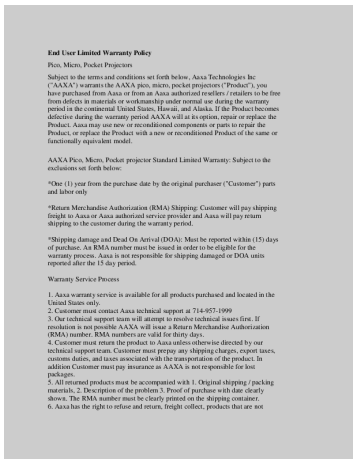 End User Limited Warranty Policy
Pico, Micro, Pocket Projectors
Subject to the terms and conditions set forth below, Aaxa Technologies Inc
("AAXA") warrants the AAXA pico, micro, pocket projectors ("Product"), you
have purchased from Aaxa or from an Aaxa authorized resellers / retailers to be free
from defects in materials or workmanship under normal use during the warranty
period in the continental United States, Hawaii, and Alaska. If the Product becomes
defective during the warranty period AAXA will at its option, repair or replace the
Product. Aaxa may use new or reconditioned components or parts to repair the
Product, or replace the Product with a new or reconditioned Product of the same or
functionally equivalent model.
AAXA Pico, Micro, Pocket projector Standard Limited Warranty: Subject to the
exclusions set forth below:
*One (1) year from the purchase date by the original purchaser ("Customer") parts
and labor only
*Return Merchandise Authorization (RMA) Shipping: Customer will pay shipping
freight to Aaxa or Aaxa authorized service provider and Aaxa will pay return
shipping to the customer during the warranty period.
*Shipping damage and Dead On Arrival (DOA): Must be reported within (15) days
of purchase. An RMA number must be issued in order to be eligible for the
warranty process. Aaxa is not responsible for shipping damaged or DOA units
reported after the 15 day period.
Warranty Service Process
1. Aaxa warranty service is available for all products purchased and located in the
United States only.
2. Customer must contact Aaxa technical support at 714-957-1999
3. Our technical support team will attempt to resolve technical issues first. If
resolution is not possible AAXA will issue a Return Merchandise Authorization
(RMA) number. RMA numbers are valid for thirty days.
4. Customer must return the product to Aaxa unless otherwise directed by our
technical support team. Customer must prepay any shipping charges, export taxes,
customs duties, and taxes associated with the transportation of the product. In
addition Customer must pay insurance as AAXA is not responsible for lost
packages.
5. All returned products must be accompanied with 1. Original shipping / packing
materials, 2. Description of the problem 3. Proof of purchase with date clearly
shown. The RMA number must be clearly printed on the shipping container.
6. Aaxa has the right to refuse and return, freight collect, products that are not